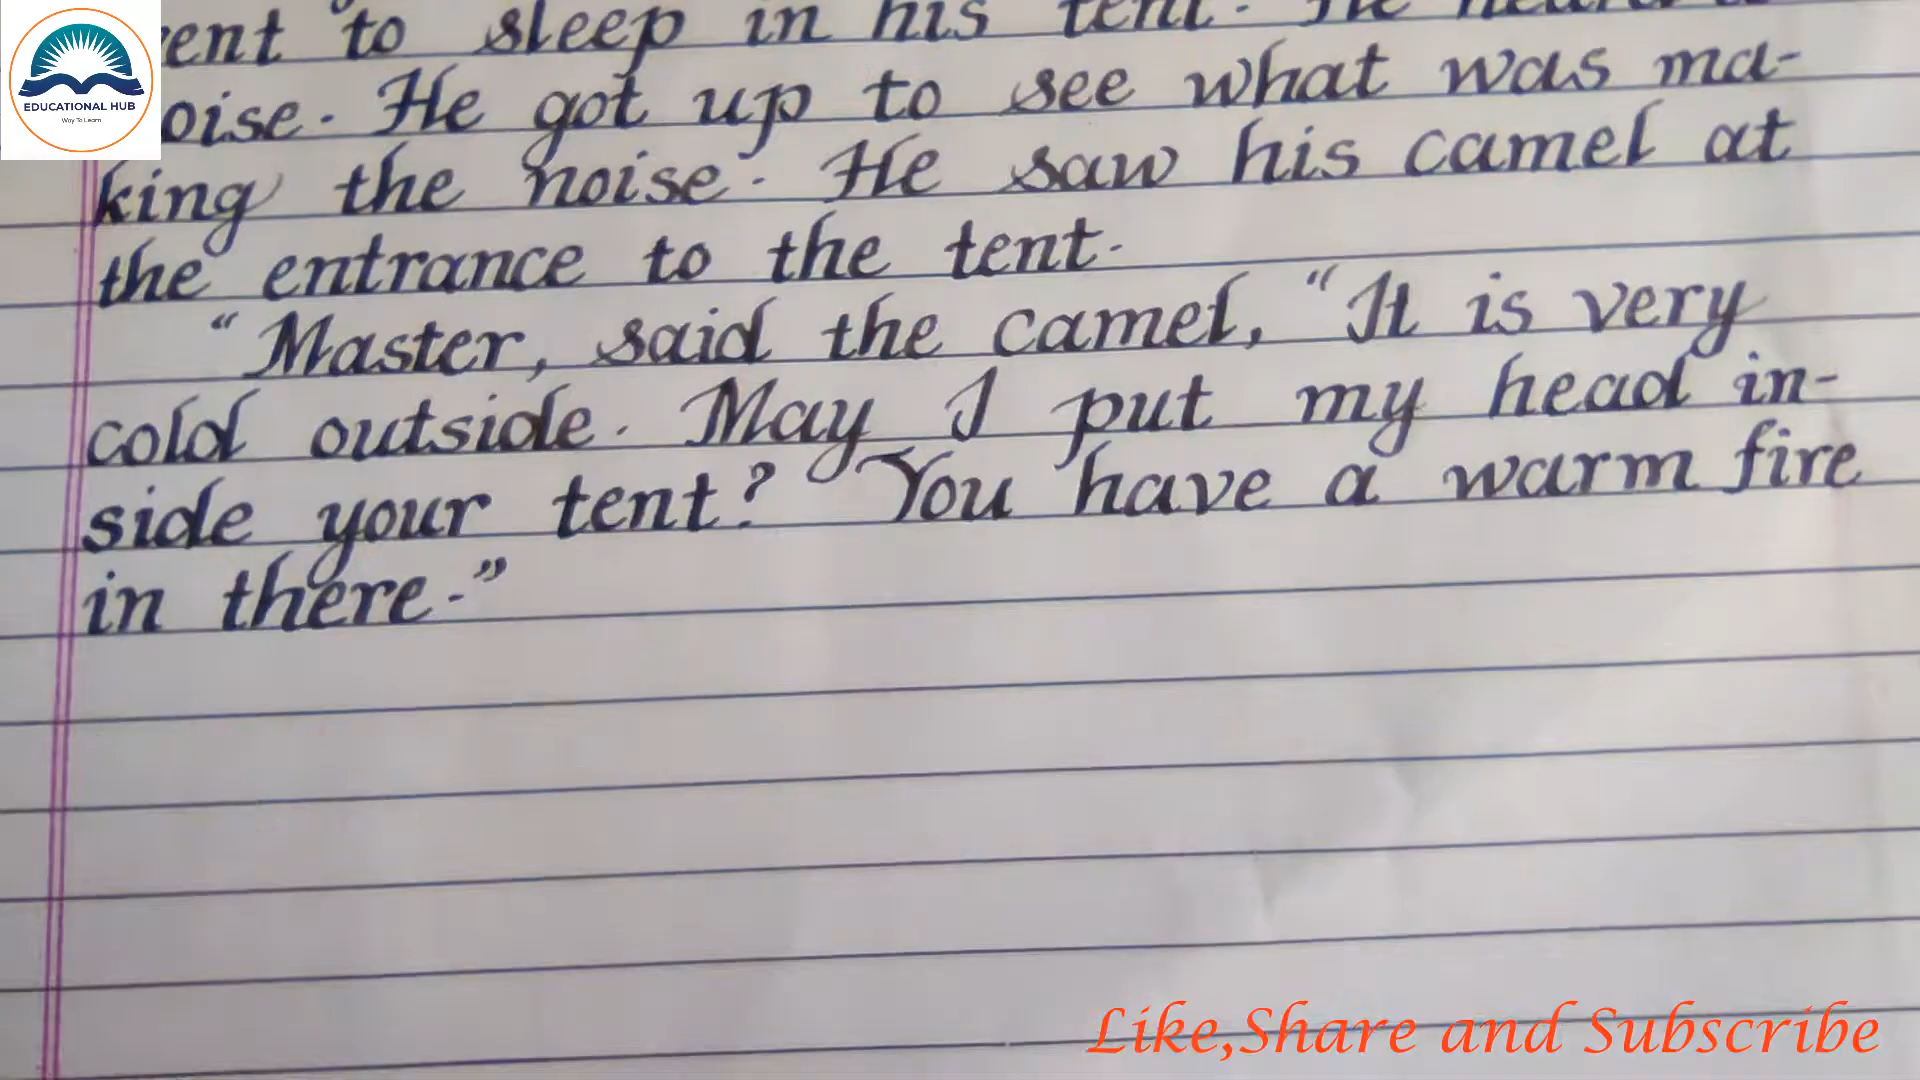 ent to sleep in his tent. He heard a
oise. He got up to see what was ma-
EDUCATIONAL HUB
Way To Learn
king the noise. He saw his camel at
the entrance to the tent.
"Master, said the camel, "It is very
cold outside. May I put my head in-
side your tent? You have a warm fire
in there."
Like,Share and Subscribe